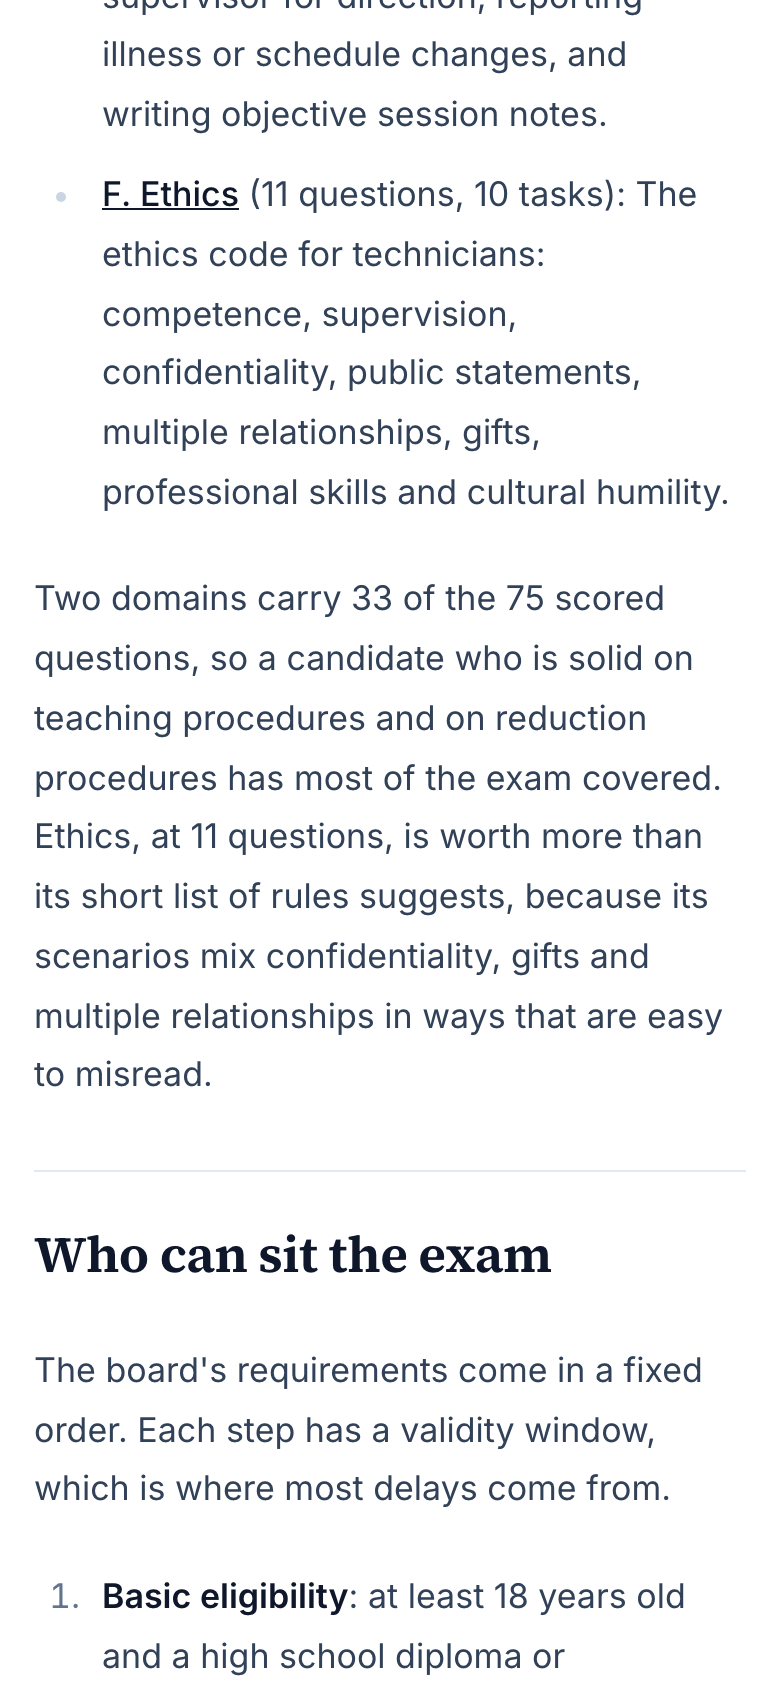 supervisor for direction, reporting
illness or schedule changes, and
writing objective session notes.
F. Ethics (11 questions, 10 tasks): The
ethics code for technicians:
competence, supervision,
confidentiality, public statements,
multiple relationships, gifts,
professional skills and cultural humility.
Two domains carry 33 of the 75 scored
questions, so a candidate who is solid on
teaching procedures and on reduction
procedures has most of the exam covered.
Ethics, at 11 questions, is worth more than
its short list of rules suggests, because its
scenarios mix confidentiality, gifts and
multiple relationships in ways that are easy
to misread.
Who can sit the exam
The board's requirements come in a fixed
order. Each step has a validity window,
which is where most delays come from.
1. Basic eligibility: at least 18 years old
and a high school diploma or